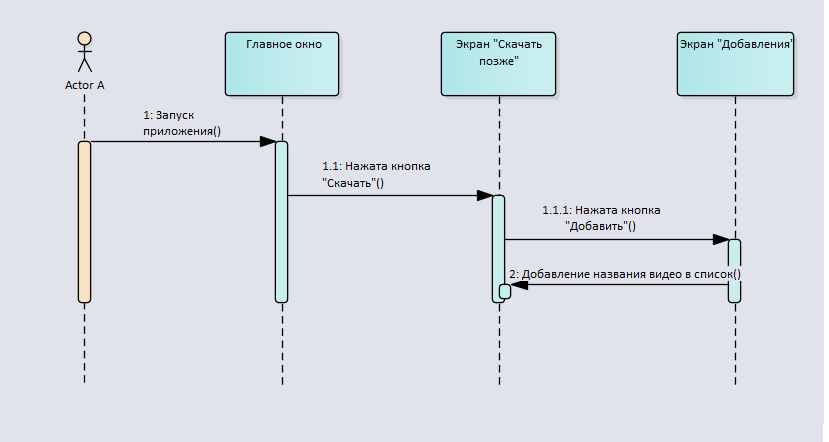 Actor A
Главное окно
Экран "Скачать
позже"
Экран "Добавления"
1: Запуск
приложения()
1.1: Нажата кнопка
"Скачать"()
1.1.1: Нажата кнопка
"Добавить"()
2: Добавление названия видео в список()